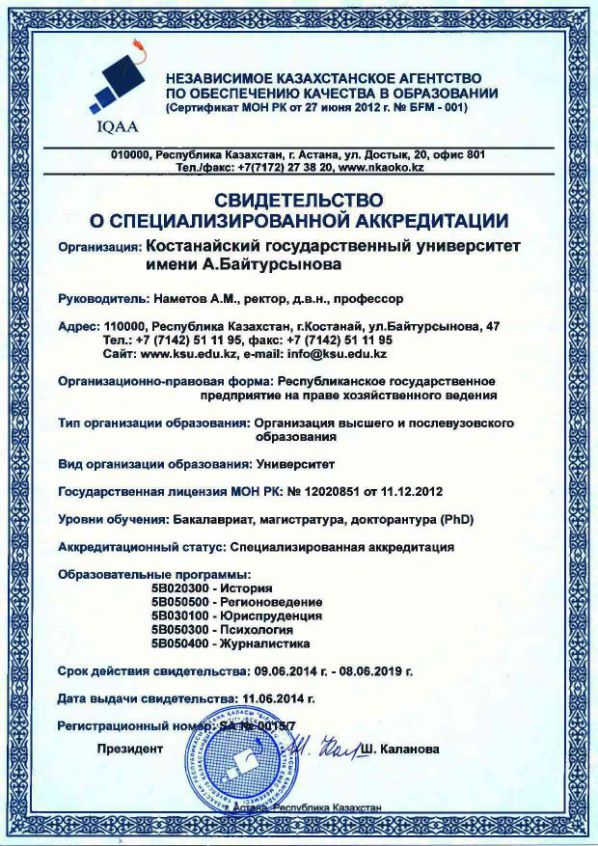 IQAA
НЕЗАВИСИМОЕ КАЗАХСТАНСКОЕ АГЕНТСТВО
ПО ОБЕСПЕЧЕНИЮ КАЧЕСТВА В ОБРАЗОВАНИИ
(Сертификат МОН РК от 27 июня 2012 г. № БFM - 001)
010000, Республика Казахстан, г. Астана, ул. Достык, 20, офис 801
Тел./факс: +7(7172) 27 38 20, www.nkaoko.kz
СВИДЕТЕЛЬСТВО
О СПЕЦИАЛИЗИРОВАННОЙ АККРЕДИТАЦИИ
Организация: Костанайский государственный университет
имени А.Байтурсынова
Руководитель: Наметов А.М., ректор, д.в.н., профессор
Адрес: 110000, Республика Казахстан, г.Костанай, ул.Байтурсынова, 47
Тел.: +7 (7142) 51 11 95, факс: +7 (7142) 51 11 95
Сайт: www.ksu.edu.kz, e-mail: info@ksu.edu.kz
Организационно-правовая форма: Республиканское государственное
предприятие на праве хозяйственного ведения
Тип организации образования: Организация высшего и послевузовского
образования
Вид организации образования: Университет
Государственная лицензия МОН РК: № 12020851 от 11.12.2012
Уровни обучения: Бакалавриат, магистратура, докторантура (PhD)
Аккредитационный статус: Специализированная аккредитация
Образовательные программы:
5В020300 - История
5В050500 - Регионоведение
5В030100 - Юриспруденция
5В050300 - Психология
5В050400 - Журналистика
Срок действия свидетельства: 09.06.2014 г. - 08.06.2019 г.
Дата выдачи свидетельства: 11.06.2014 г.
Регистрационный номер: SA № 0015/7
Президент Ш. Каланова
г. Астана, Республика Казахстан